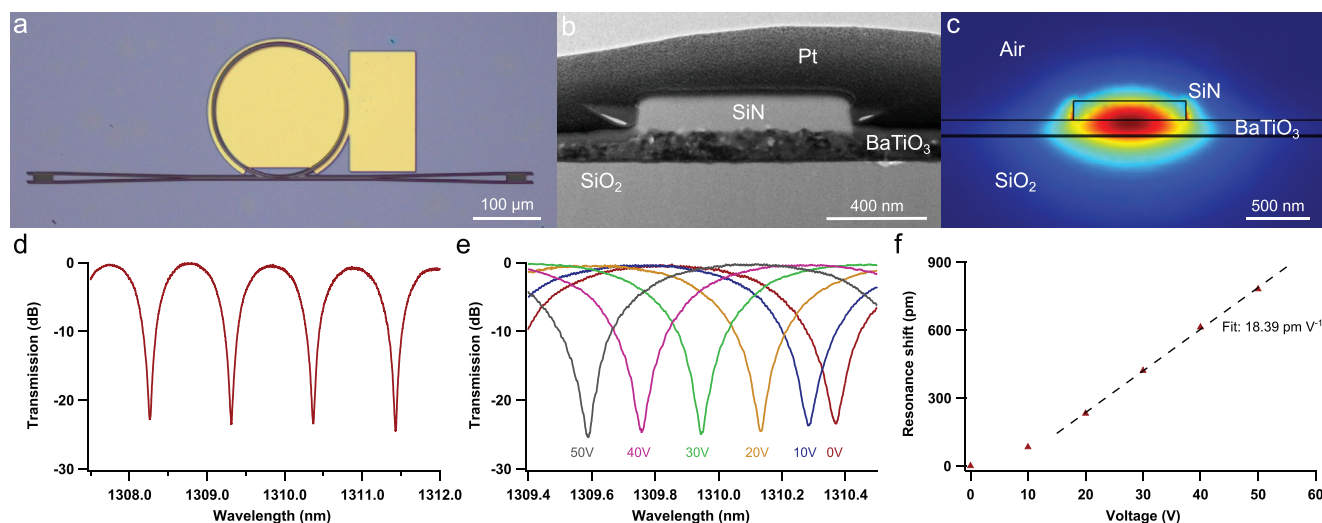 a
100 µm
b
Pt
SiN
BaTiO3
SiO2
400 nm
c
Air
SiN
BaTiO3
SiO2
500 nm
d
Transmission (dB)
0
-10
-20
-30
1308.0 1309.0 1310.0 1311.0 1312.0
Wavelength (nm)
e
Transmission (dB)
0
-10
-20
-30
50V 40V 30V 20V 10V 0V
1309.4 1309.6 1309.8 1310.0 1310.2 1310.4
Wavelength (nm)
f
Resonance shift (pm)
900
600
300
0
Fit: 18.39 pm V-1
0 10 20 30 40 50 60
Voltage (V)